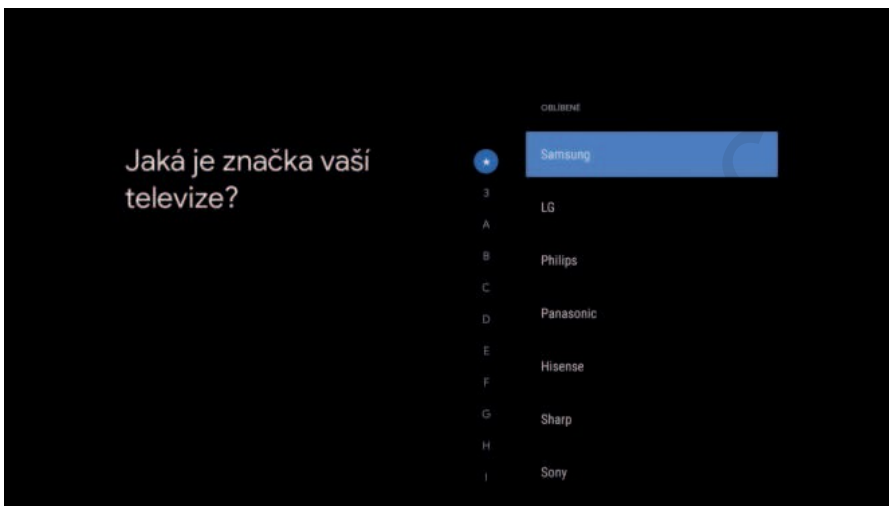 Jaká je značka vaší
televize?
★
3
A
B
C
D
E
F
G
H
I
OBLÍBENÉ
Samsung
LG
Philips
Panasonic
Hisense
Sharp
Sony